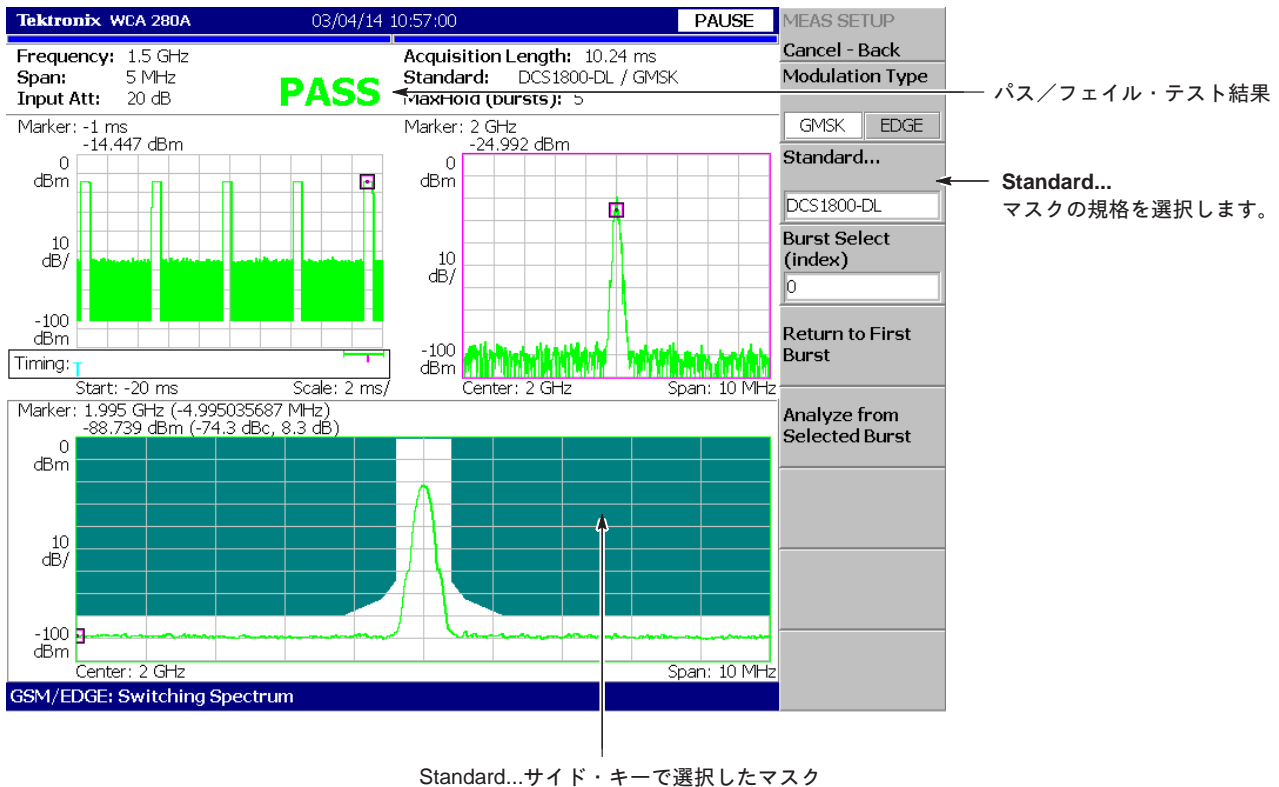 Tektronix WCA 280A 03/04/14 10:57:00 PAUSE
Frequency: 1.5 GHz
Span: 5 MHz
Input Att: 20 dB
PASS
Acquisition Length: 10.24 ms
Standard: DCS1800-DL / GMSK
MaxHold (Bursts): 5
Marker: -1 ms
-14.447 dBm
0
dBm
10
dB/
-100
dBm
Timing:
T
Start: -20 ms Scale: 2 ms/
Marker: 2 GHz
-24.992 dBm
0
dBm
10
dB/
-100
dBm
Center: 2 GHz Span: 10 MHz
Marker: 1.995 GHz (-4.995035687 MHz)
-88.739 dBm (-74.3 dBc, 8.3 dB)
0
dBm
10
dB/
-100
dBm
Center: 2 GHz Span: 10 MHz
GSM/EDGE: Switching Spectrum
MEAS SETUP
Cancel - Back
Modulation Type
GMSK EDGE
Standard...
DCS1800-DL
Burst Select
(index)
0
Return to First
Burst
Analyze from
Selected Burst
パス／フェイル・テスト結果
Standard...
マスクの規格を選択します。
Standard...サイド・キーで選択したマスク